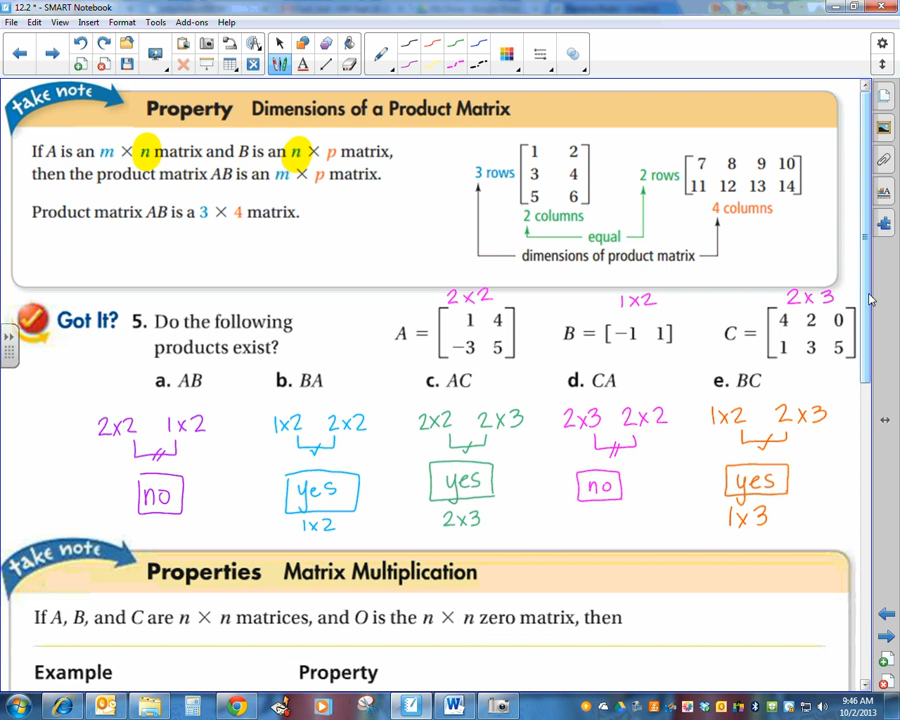 12.2 * - SMART Notebook
File Edit View Insert Format Tools Add-ons Help
take note
Property Dimensions of a Product Matrix
If A is an m × n matrix and B is an n × p matrix,
then the product matrix AB is an m × p matrix.
Product matrix AB is a 3 × 4 matrix.
3 rows [1 2
3 4
5 6]
2 columns
2 rows [7 8 9 10
11 12 13 14]
4 columns
equal
dimensions of product matrix
2x2 1x2 2x3
Got It? 5. Do the following
products exist?
A = [1 4
−3 5]
B = [−1 1]
C = [4 2 0
1 3 5]
a. AB b. BA c. AC d. CA e. BC
2x2 1x2 1x2 2x2 2x2 2x3 2x3 2x2 1x2 2x3
no yes yes no yes
1x2 2x3 1x3
take note
Properties Matrix Multiplication
If A, B, and C are n × n matrices, and O is the n × n zero matrix, then
Example Property
9:46 AM
10/2/2013